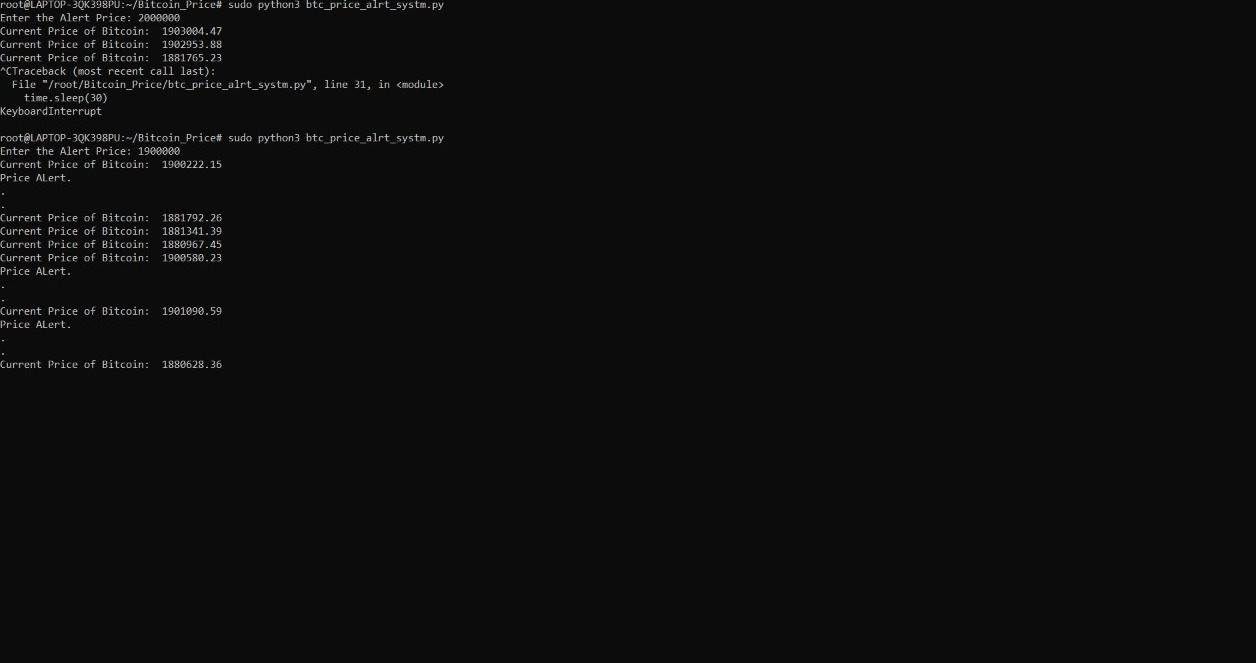 root@LAPTOP-3QK398PU:~/Bitcoin_Price# sudo python3 btc_price_alrt_systm.py
Enter the Alert Price: 2000000
Current Price of Bitcoin:  1903004.47
Current Price of Bitcoin:  1902953.88
Current Price of Bitcoin:  1881765.23
^CTraceback (most recent call last):
  File "/root/Bitcoin_Price/btc_price_alrt_systm.py", line 31, in <module>
    time.sleep(30)
KeyboardInterrupt

root@LAPTOP-3QK398PU:~/Bitcoin_Price# sudo python3 btc_price_alrt_systm.py
Enter the Alert Price: 1900000
Current Price of Bitcoin:  1900222.15
Price ALert.
.
.
Current Price of Bitcoin:  1881792.26
Current Price of Bitcoin:  1881341.39
Current Price of Bitcoin:  1880967.45
Current Price of Bitcoin:  1900580.23
Price ALert.
.
.
Current Price of Bitcoin:  1901090.59
Price ALert.
.
.
Current Price of Bitcoin:  1880628.36